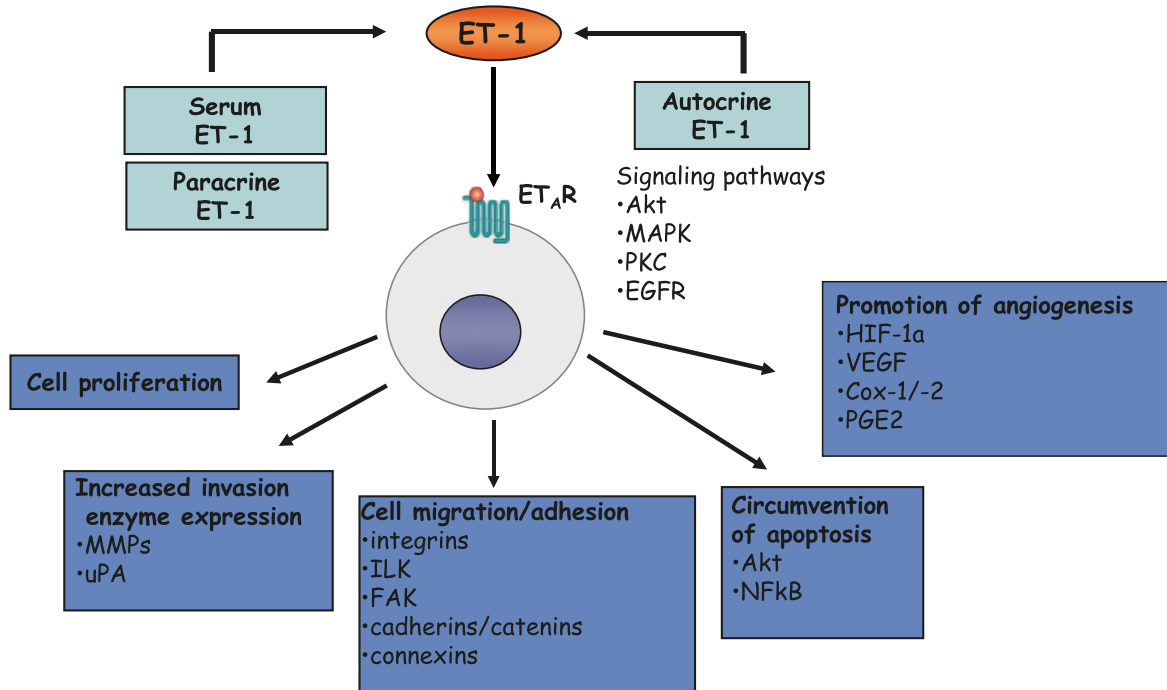 ET-1
Serum
ET-1
Paracrine
ET-1
Autocrine
ET-1
ETAR
Signaling pathways
•Akt
•MAPK
•PKC
•EGFR
Promotion of angiogenesis
•HIF-1a
•VEGF
•Cox-1/-2
•PGE2
Cell proliferation
Increased invasion
enzyme expression
•MMPs
•uPA
Cell migration/adhesion
•integrins
•ILK
•FAK
•cadherins/catenins
•connexins
Circumvention
of apoptosis
•Akt
•NFkB